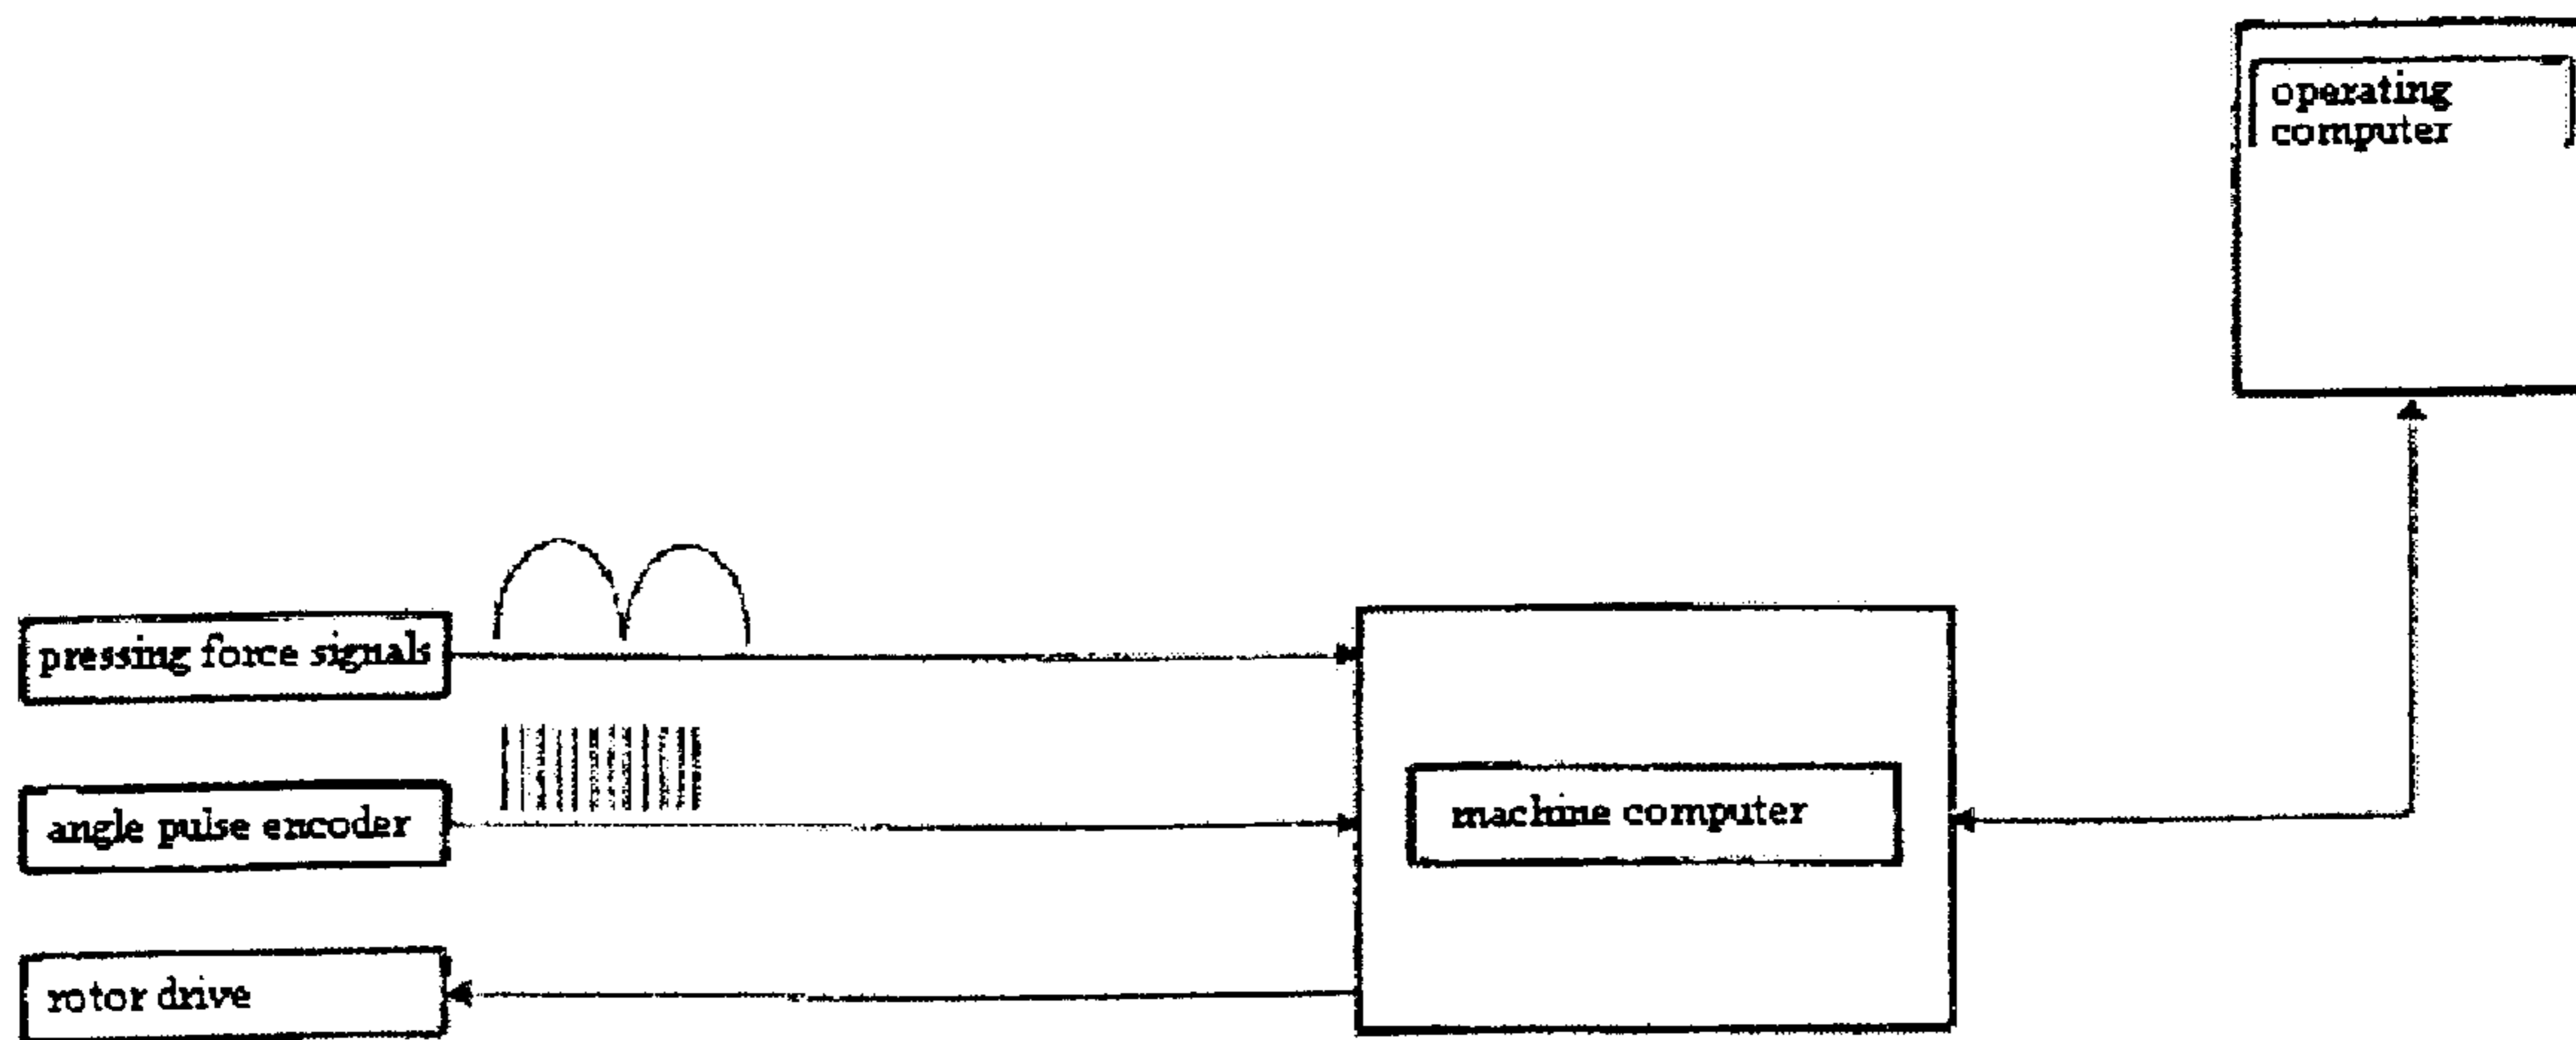 operating
computer
pressing force signals
angle pulse encoder
machine computer
rotor drive